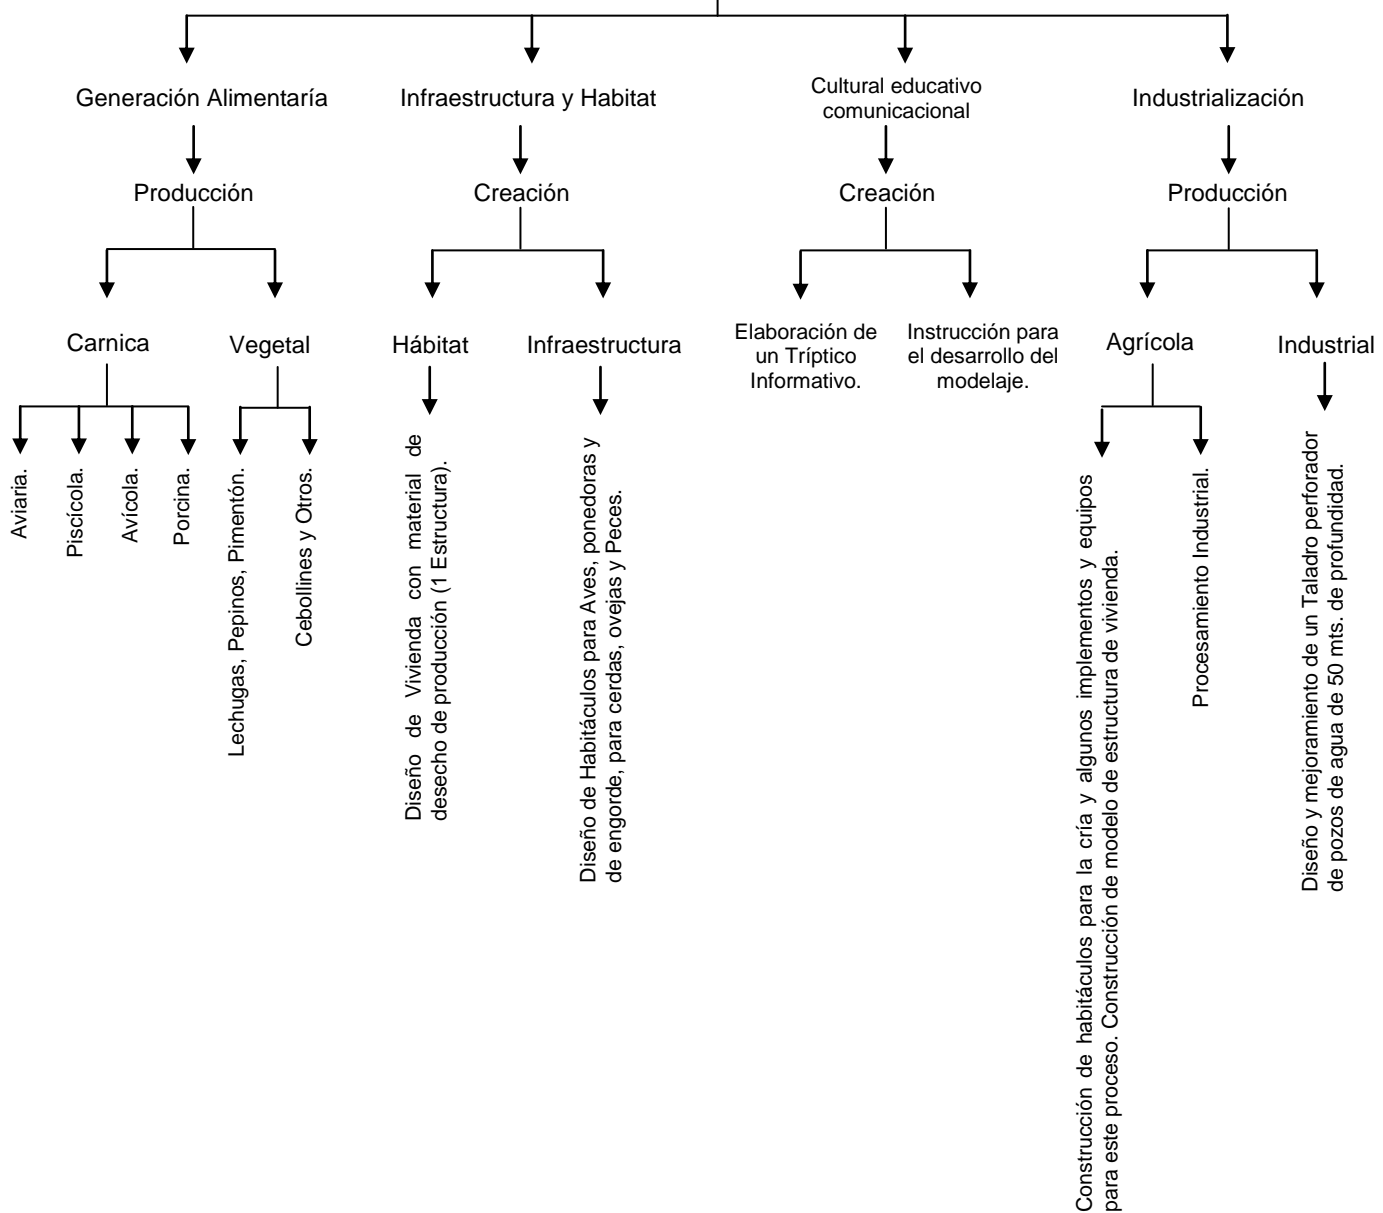 Generación Alimentaría
Infraestructura y Habitat
Cultural educativo
comunicacional
Industrialización
Producción
Creación
Creación
Producción
Carnica
Vegetal
Hábitat
Infraestructura
Elaboración de
un Tríptico
Informativo.
Instrucción para
el desarrollo del
modelaje.
Agrícola
Industrial
Aviaria.
Piscícola.
Avícola.
Porcina.
Lechugas, Pepinos, Pimentón.
Cebollines y Otros.
Diseño de Vivienda con material de
desecho de producción (1 Estructura).
Diseño de Habitáculos para Aves, ponedoras y
de engorde, para cerdas, ovejas y Peces.
Construcción de habitáculos para la cría y algunos implementos y equipos
para este proceso. Construcción de modelo de estructura de vivienda.
Procesamiento Industrial.
Diseño y mejoramiento de un Taladro perforador
de pozos de agua de 50 mts. de profundidad.